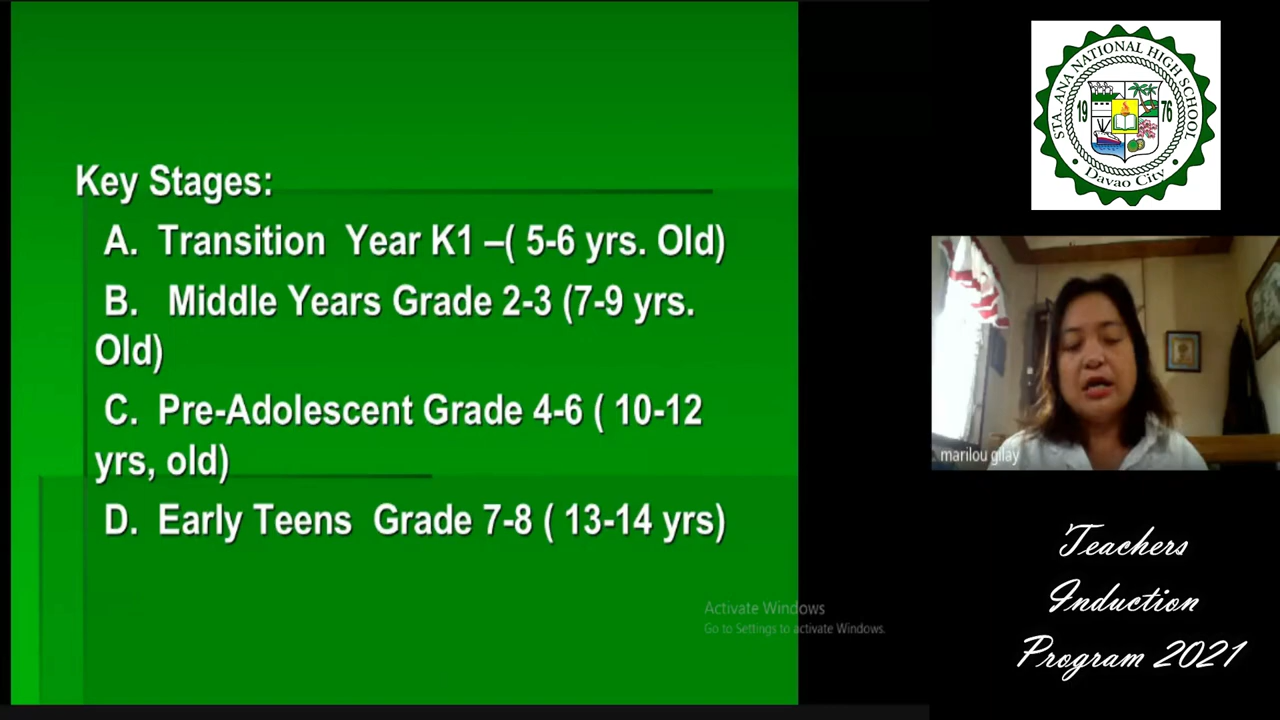 Key Stages:
A. Transition Year K1 –( 5-6 yrs. Old)
B. Middle Years Grade 2-3 (7-9 yrs.
Old)
C. Pre-Adolescent Grade 4-6 ( 10-12
yrs, old)
D. Early Teens Grade 7-8 ( 13-14 yrs)
Activate Windows
Go to Settings to activate Windows.
STA. ANA NATIONAL HIGH SCHOOL
19 76
Davao City
marilou gilay
Teachers
Induction
Program 2021